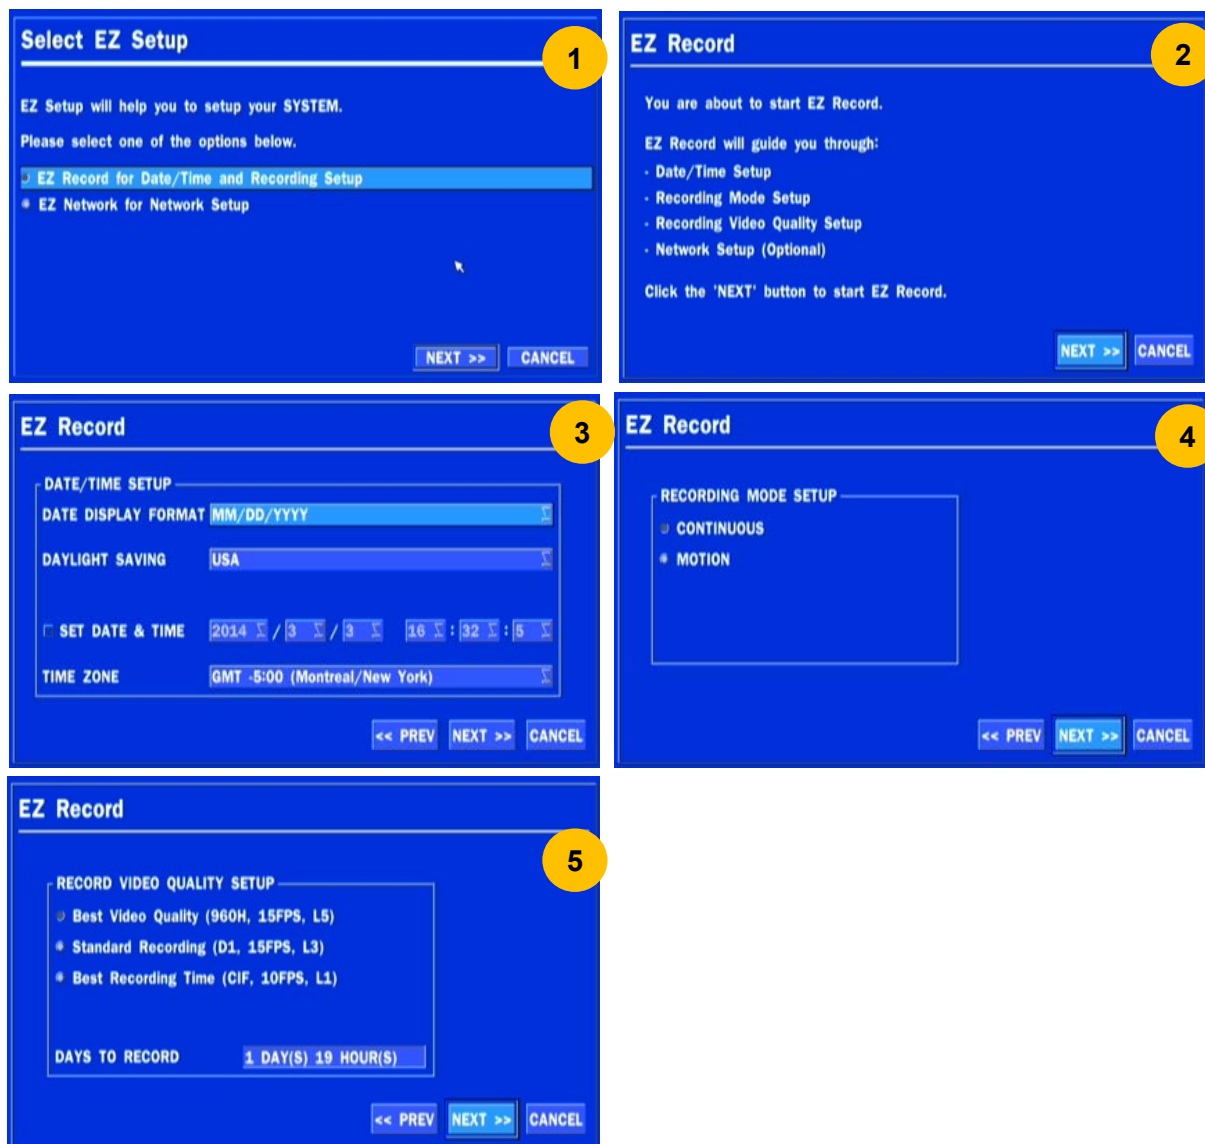 Select EZ Setup
1
EZ Setup will help you to setup your SYSTEM.
Please select one of the options below.
EZ Record for Date/Time and Recording Setup
EZ Network for Network Setup
NEXT >> CANCEL
EZ Record
2
You are about to start EZ Record.
EZ Record will guide you through:
- Date/Time Setup
- Recording Mode Setup
- Recording Video Quality Setup
- Network Setup (Optional)
Click the 'NEXT' button to start EZ Record.
NEXT >> CANCEL
EZ Record
3
DATE/TIME SETUP
DATE DISPLAY FORMAT MM/DD/YYYY
DAYLIGHT SAVING USA
SET DATE & TIME 2014 / 3 / 3 16 : 32 : 5
TIME ZONE GMT -5:00 (Montreal/New York)
<< PREV NEXT >> CANCEL
EZ Record
4
RECORDING MODE SETUP
CONTINUOUS
MOTION
<< PREV NEXT >> CANCEL
EZ Record
5
RECORD VIDEO QUALITY SETUP
Best Video Quality (960H, 15FPS, L5)
Standard Recording (D1, 15FPS, L3)
Best Recording Time (CIF, 10FPS, L1)
DAYS TO RECORD 1 DAY(S) 19 HOUR(S)
<< PREV NEXT >> CANCEL